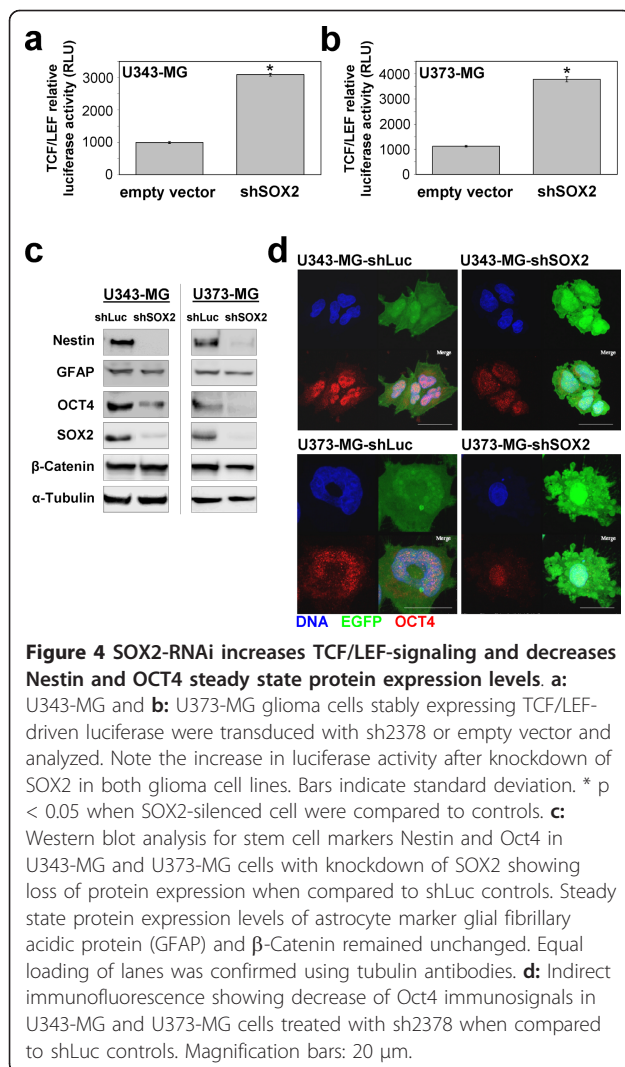 a
U343-MG
*
TCF/LEF relative
luciferase activity (RLU)
3000
2000
1000
0
empty vector
shSOX2
b
U373-MG
*
TCF/LEF relative
luciferase activity (RLU)
4000
3000
2000
1000
0
empty vector
shSOX2
c
U343-MG
U373-MG
shLuc shSOX2
shLuc shSOX2
Nestin
GFAP
OCT4
SOX2
β-Catenin
α-Tubulin
d
U343-MG-shLuc
U343-MG-shSOX2
Merge
Merge
U373-MG-shLuc
U373-MG-shSOX2
Merge
Merge
DNA EGFP OCT4
Figure 4 SOX2-RNAi increases TCF/LEF-signaling and decreases
Nestin and OCT4 steady state protein expression levels. a:
U343-MG and b: U373-MG glioma cells stably expressing TCF/LEF-
driven luciferase were transduced with sh2378 or empty vector and
analyzed. Note the increase in luciferase activity after knockdown of
SOX2 in both glioma cell lines. Bars indicate standard deviation. * p
< 0.05 when SOX2-silenced cell were compared to controls. c:
Western blot analysis for stem cell markers Nestin and Oct4 in
U343-MG and U373-MG cells with knockdown of SOX2 showing
loss of protein expression when compared to shLuc controls. Steady
state protein expression levels of astrocyte marker glial fibrillary
acidic protein (GFAP) and β-Catenin remained unchanged. Equal
loading of lanes was confirmed using tubulin antibodies. d: Indirect
immunofluorescence showing decrease of Oct4 immunosignals in
U343-MG and U373-MG cells treated with sh2378 when compared
to shLuc controls. Magnification bars: 20 μm.